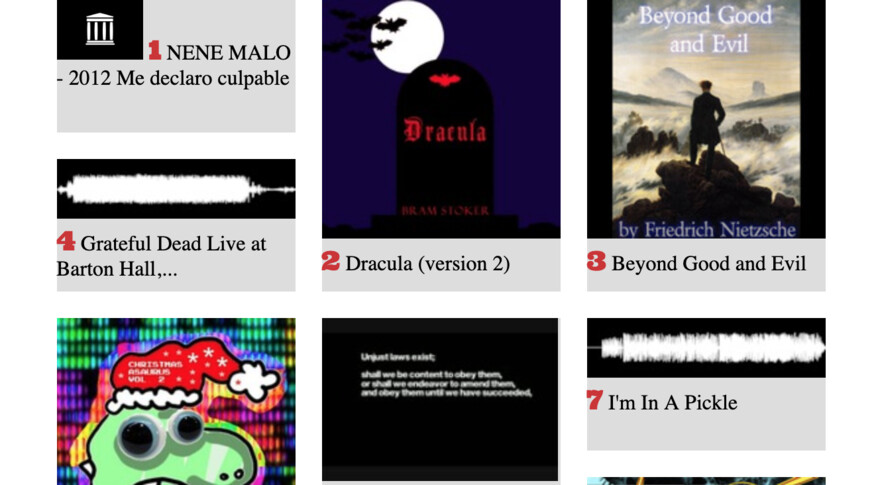 1 NENE MALO
- 2012 Me declaro culpable
Dracula
BRAM STOKER
2 Dracula (version 2)
Beyond Good
and Evil
by Friedrich Nietzsche
3 Beyond Good and Evil
4 Grateful Dead Live at
Barton Hall,...
CHRISTMAS
ASAURUS
VOL 2
Unjust laws exist;
shall we be content to obey them,
or shall we endeavor to amend them,
and obey them until we have succeeded,
7 I'm In A Pickle